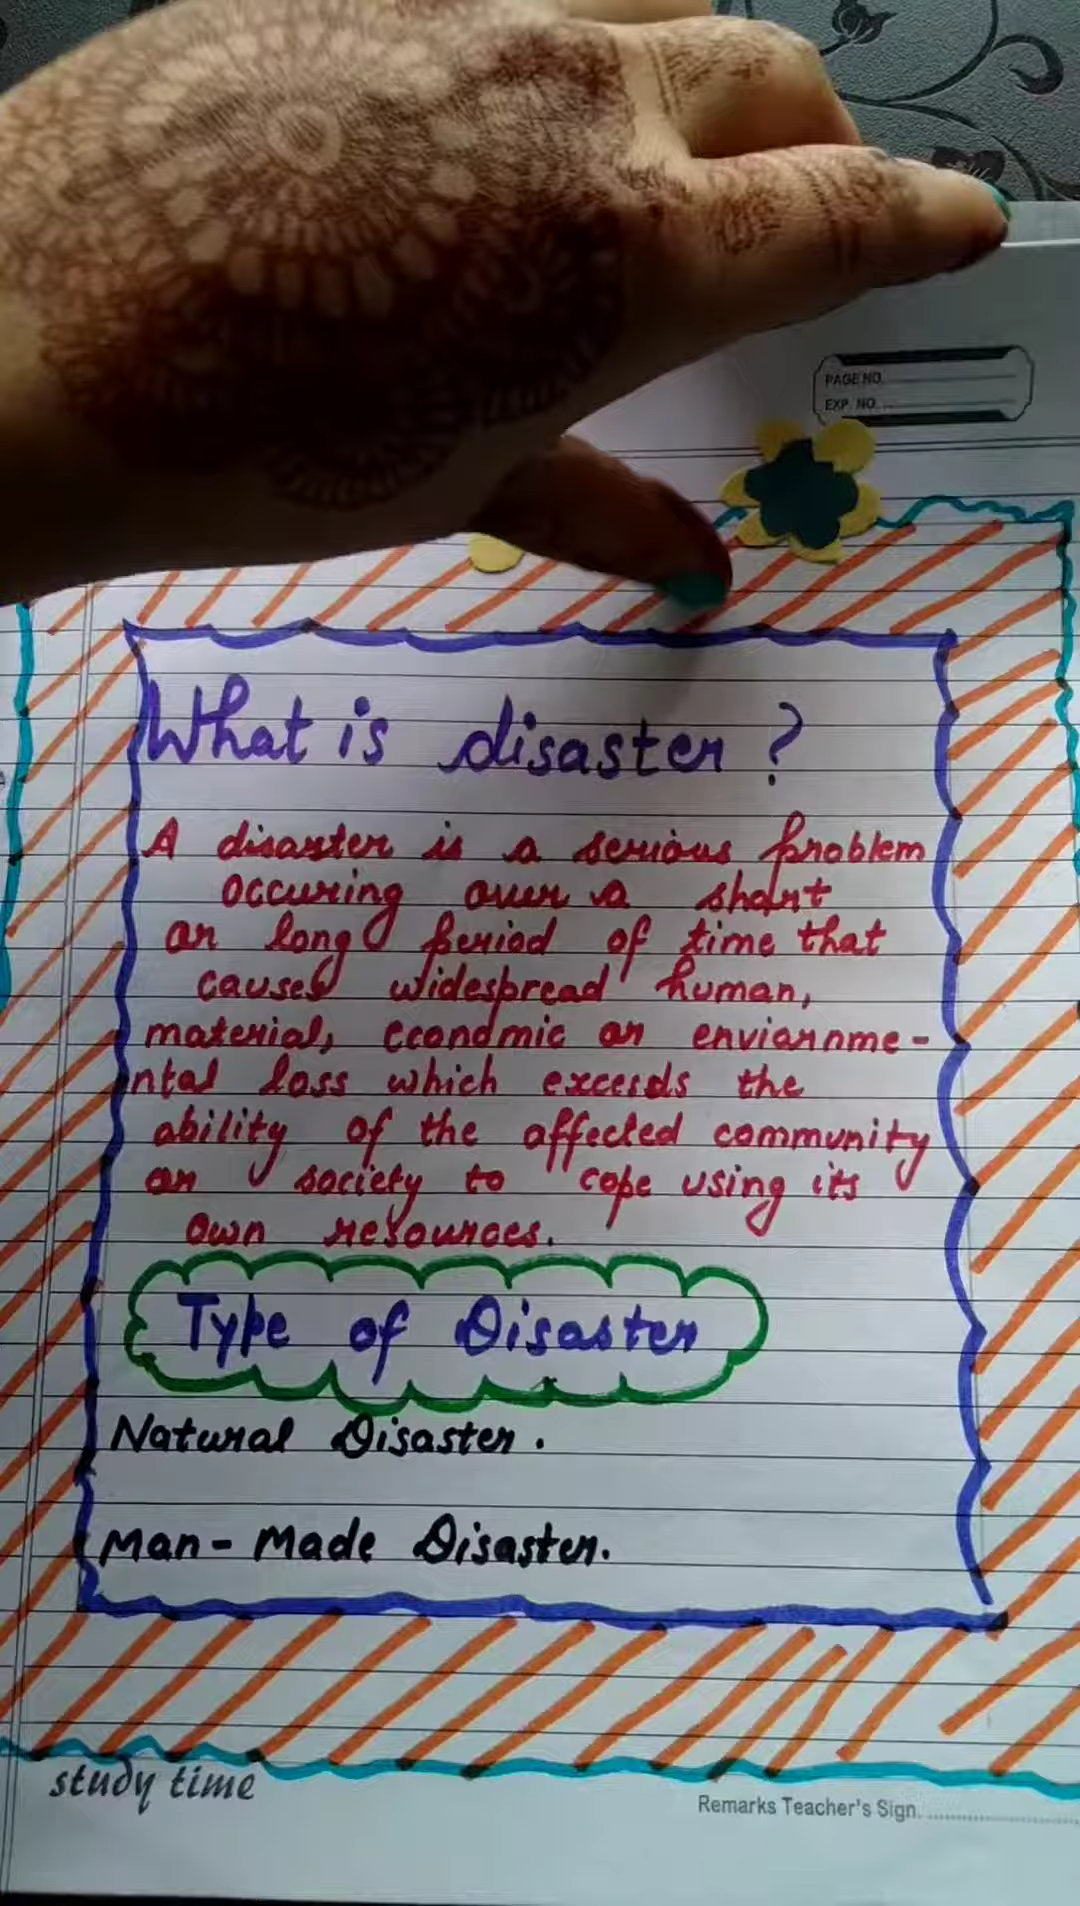 PAGE NO.
EXP. NO. ...
What is disaster ?
A disaster is a serious problem
occuring over a short
or long period of time that
causes widespread human,
material, economic or enviornme-
ntal loss which exceeds the
ability of the affected community
or society to cope using its
own resources.
Type of Disaster
Natural Disaster.
Man-Made Disaster.
study time
Remarks Teacher's Sign.